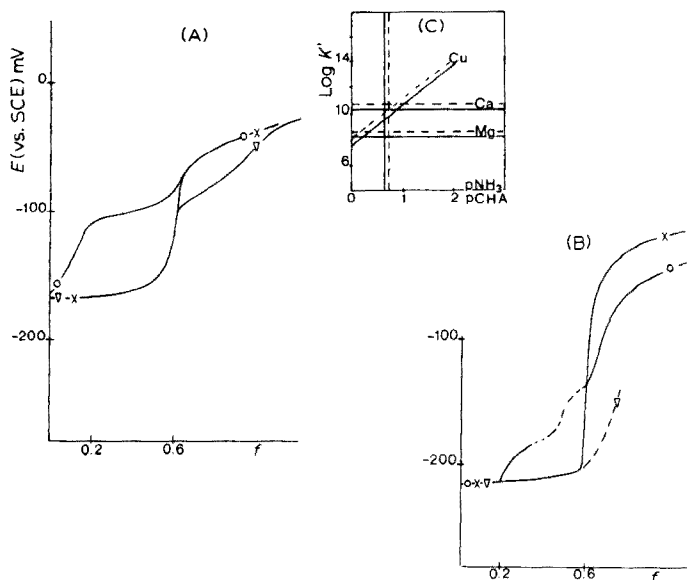 (A)
E (vs. SCE) mV
0
-100
-200
0.2
0.6
f
(C)
Log K'
14
10
6
Cu
Ca
Mg
0
1
2
pNH3
pCHA
(B)
-100
-200
0.2
0.6
f